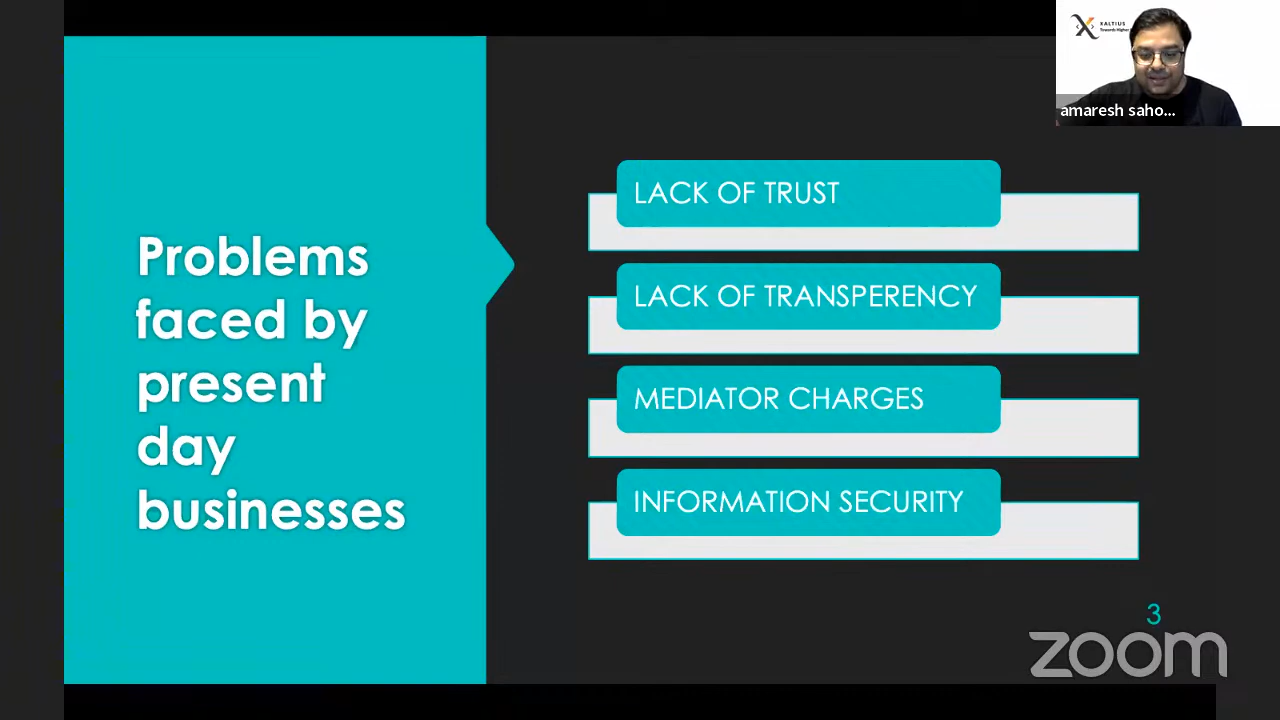 XALTIUS
Towards Higher
amaresh saho...
Problems
faced by
present
day
businesses
LACK OF TRUST
LACK OF TRANSPERENCY
MEDIATOR CHARGES
INFORMATION SECURITY
3
zoom